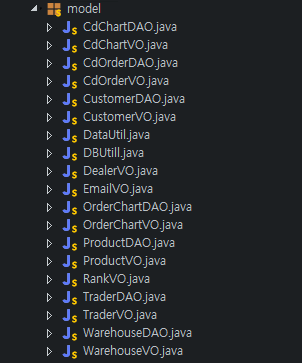 model
CdChartDAO.java
CdChartVO.java
CdOrderDAO.java
CdOrderVO.java
CustomerDAO.java
CustomerVO.java
DataUtil.java
DBUtill.java
DealerVO.java
EmailVO.java
OrderChartDAO.java
OrderChartVO.java
ProductDAO.java
ProductVO.java
RankVO.java
TraderDAO.java
TraderVO.java
WarehouseDAO.java
WarehouseVO.java